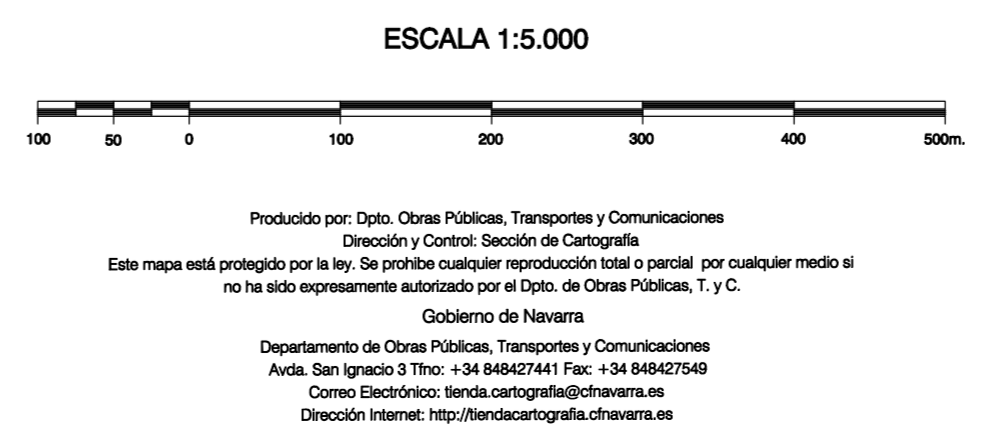 ESCALA 1:5.000
100 50 0 100 200 300 400 500m.
Producido por: Dpto. Obras Públicas, Transportes y Comunicaciones
Dirección y Control: Sección de Cartografía
Este mapa está protegido por la ley. Se prohibe cualquier reproducción total o parcial por cualquier medio si
no ha sido expresamente autorizado por el Dpto. de Obras Públicas, T. y C.
Gobierno de Navarra
Departamento de Obras Públicas, Transportes y Comunicaciones
Avda. San Ignacio 3 Tfno: +34 848427441 Fax: +34 848427549
Correo Electrónico: tienda.cartografia@cfnavarra.es
Dirección Internet: http://tiendacartografia.cfnavarra.es